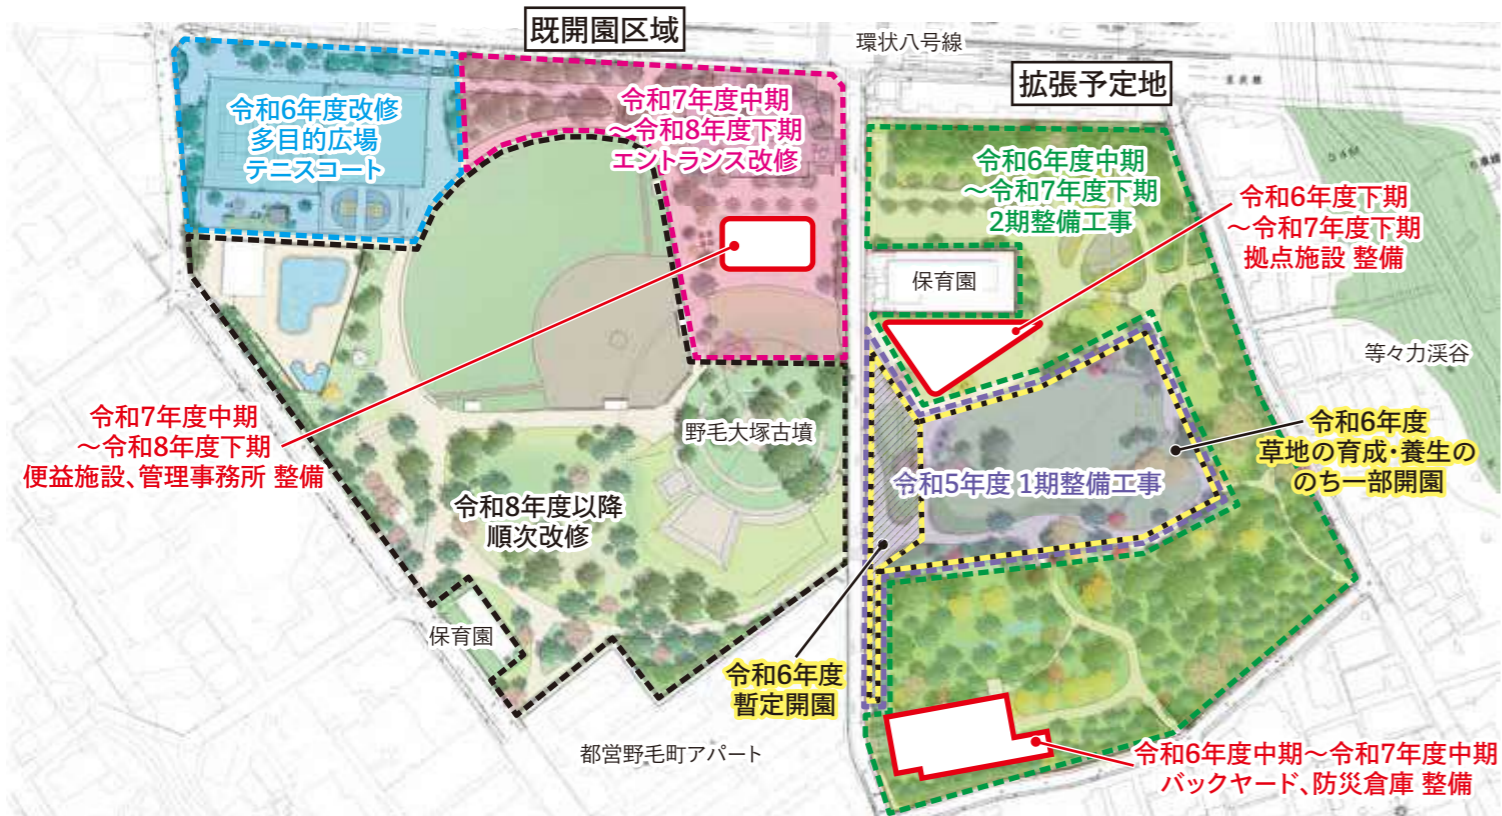 既開園区域
環状八号線
拡張予定地
令和6年度改修
多目的広場
テニスコート
令和7年度中期
～令和8年度下期
エントランス改修
令和6年度中期
～令和7年度下期
2期整備工事
令和6年度下期
～令和7年度下期
拠点施設 整備
保育園
等々力渓谷
令和7年度中期
～令和8年度下期
便益施設、管理事務所 整備
野毛大塚古墳
令和6年度
草地の育成・養生の
のち一部開園
令和5年度 1期整備工事
令和8年度以降
順次改修
保育園
令和6年度
暫定開園
都営野毛町アパート
令和6年度中期～令和7年度中期
バックヤード、防災倉庫 整備